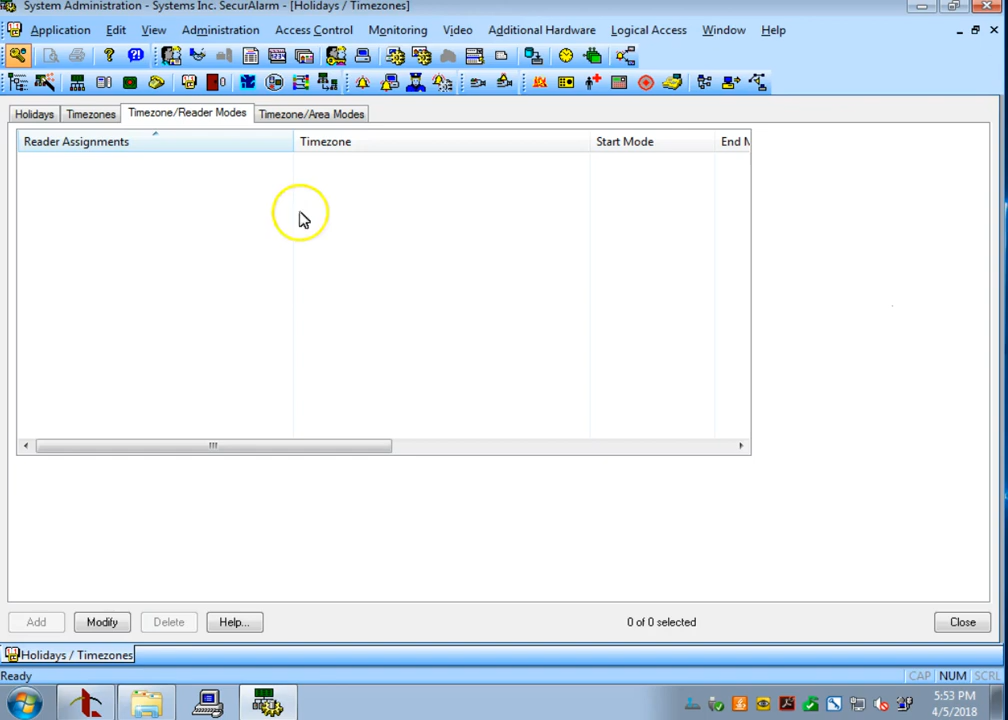 System Administration - Systems Inc. SecurAlarm - [Holidays / Timezones]
Application Edit View Administration Access Control Monitoring Video Additional Hardware Logical Access Window Help
Holidays Timezones Timezone/Reader Modes Timezone/Area Modes
Reader Assignments Timezone Start Mode End M
Add Modify Delete Help... 0 of 0 selected Close
Holidays / Timezones
Ready CAP NUM SCRL
5:53 PM
4/5/2018